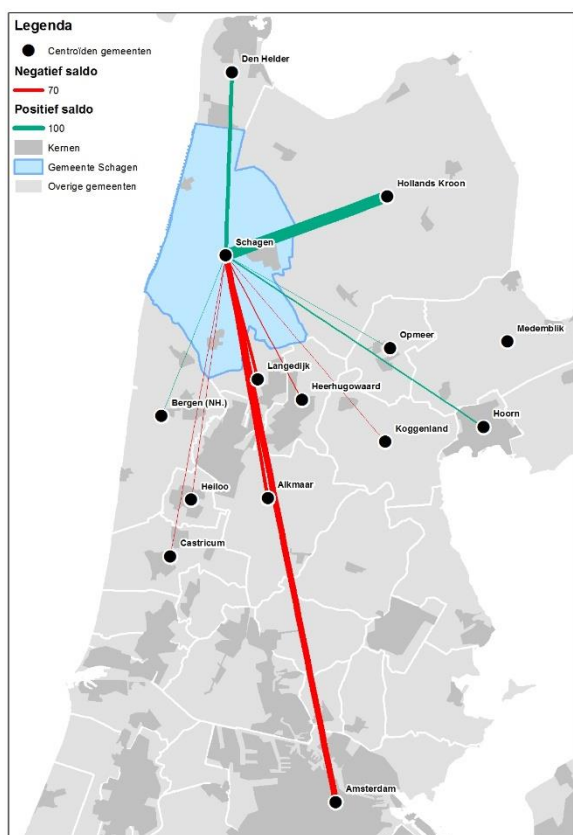 Legenda
Centroïden gemeenten
Negatief saldo
70
Positief saldo
100
Kernen
Gemeente Schagen
Overige gemeenten
Den Helder
Hollands Kroon
Schagen
Opmeer
Medemblik
Langedijk
Heerhugowaard
Bergen (NH.)
Hoorn
Koggenland
Heiloo
Alkmaar
Castricum
Amsterdam